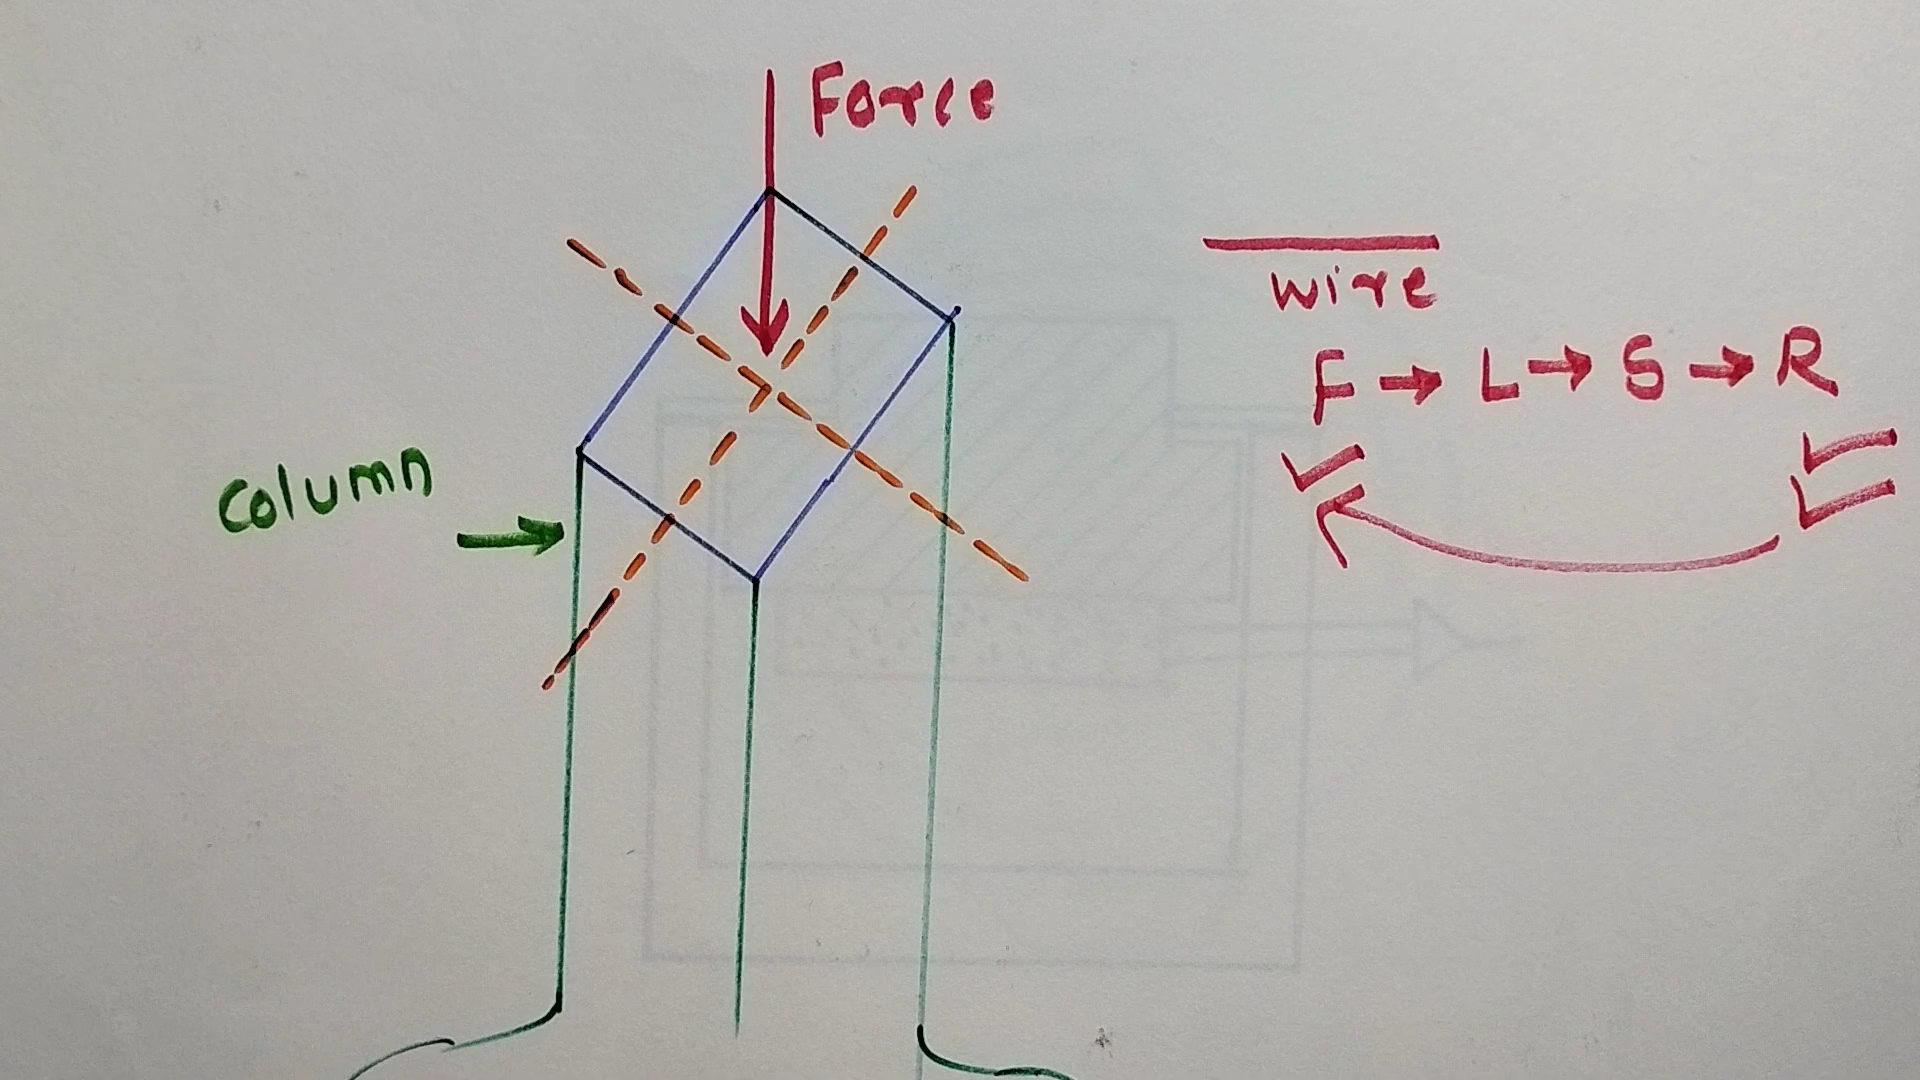 Force
wire
F → L → S → R
column